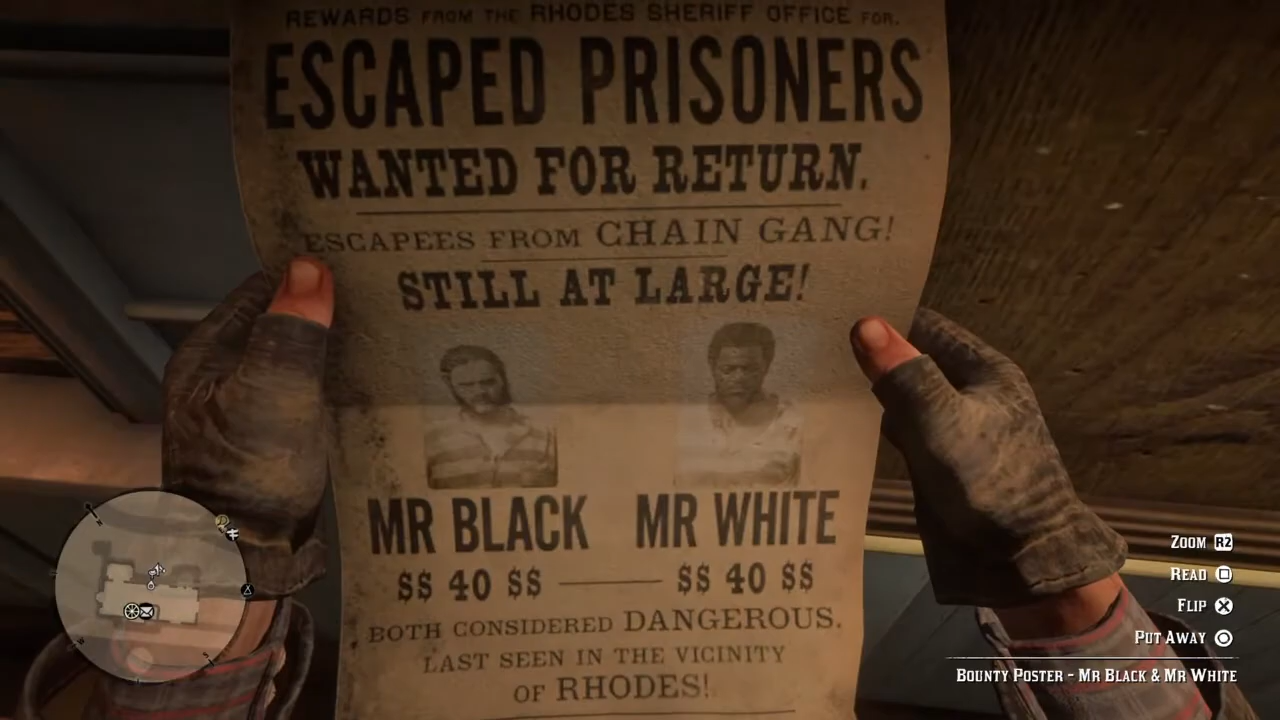 REWARDS FROM THE RHODES SHERIFF OFFICE FOR.
ESCAPED PRISONERS
WANTED FOR RETURN.
ESCAPEES FROM CHAIN GANG!
STILL AT LARGE!
MR BLACK MR WHITE
$$ 40 $$ $$ 40 $$
BOTH CONSIDERED DANGEROUS.
LAST SEEN IN THE VICINITY
OF RHODES!
ZOOM R2
READ
FLIP
PUT AWAY
BOUNTY POSTER - MR BLACK & MR WHITE